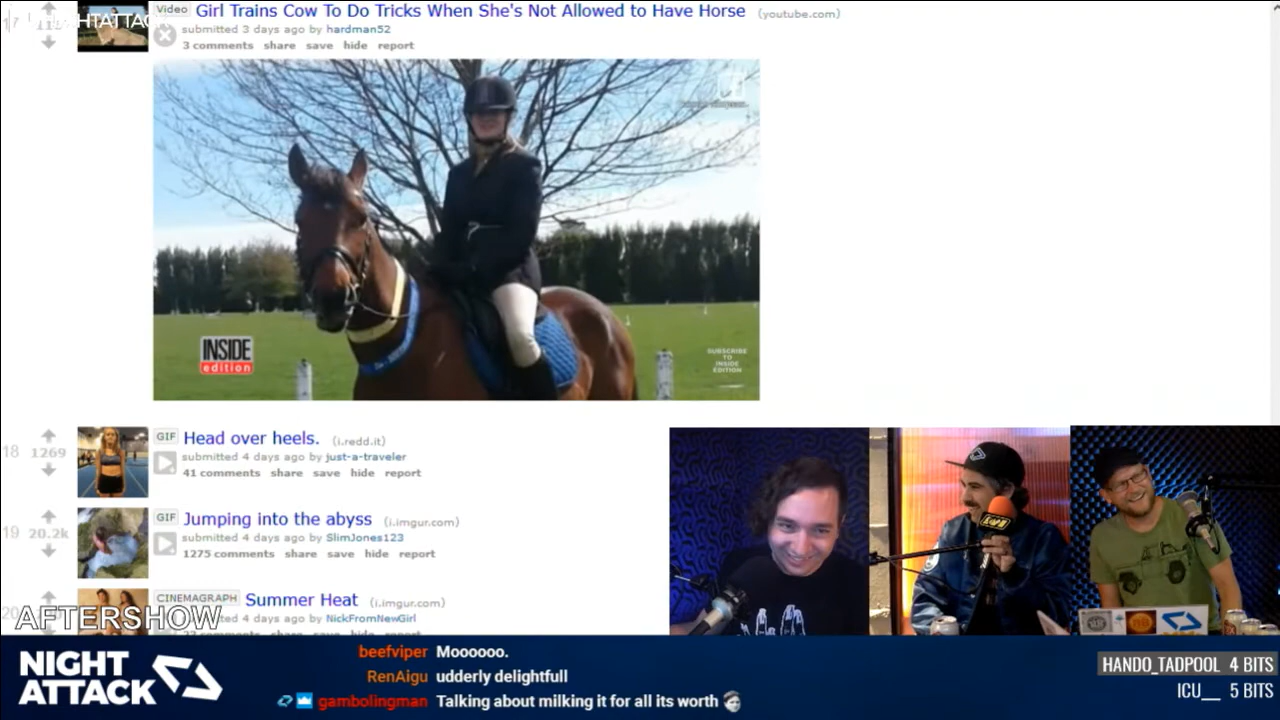 Video Girl Trains Cow To Do Tricks When She's Not Allowed to Have Horse (youtube.com)
submitted 3 days ago by hardman52
3 comments share save hide report
INSIDE
edition
SUBSCRIBE
TO
INSIDE
EDITION
18 1269 GIF Head over heels. (i.redd.it)
submitted 4 days ago by just-a-traveler
41 comments share save hide report
19 20.2k GIF Jumping into the abyss (i.imgur.com)
submitted 4 days ago by SlimJones123
1275 comments share save hide report
CINEMAGRAPH Summer Heat (i.imgur.com)
4 days ago by NickFromNewGirl
AFTERSHOW
NIGHT
ATTACK
beefviper Moooooo.
RenAigu udderly delightfull
gambolingman Talking about milking it for all its worth
HANDO_TADPOOL 4 BITS
ICU__ 5 BITS